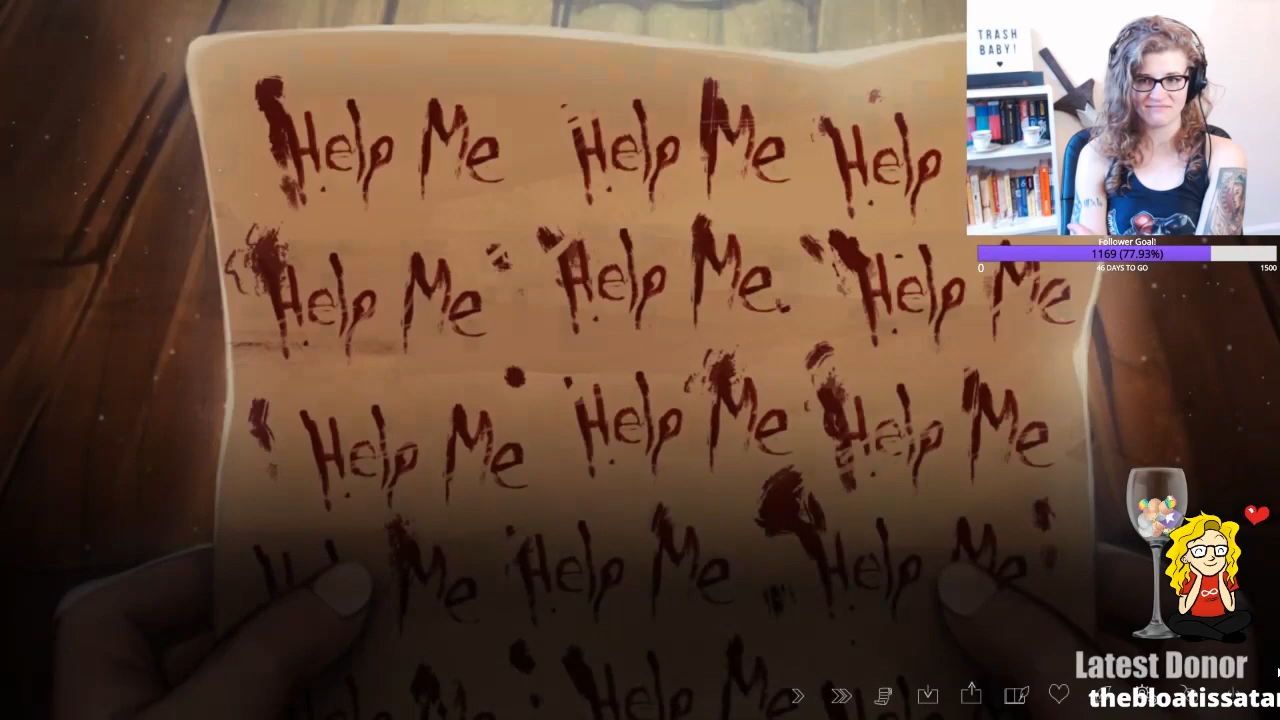 TRASH
BABY!
Help Me Help Me Help
Follower Goal!
1169 (77.93%)
0 46 DAYS TO GO 1500
Help Me Help Me. Help Me
Help Me Help Me Help Me
Help Me Help Me Help Me
Help Me
Latest Donor
thebloatissata